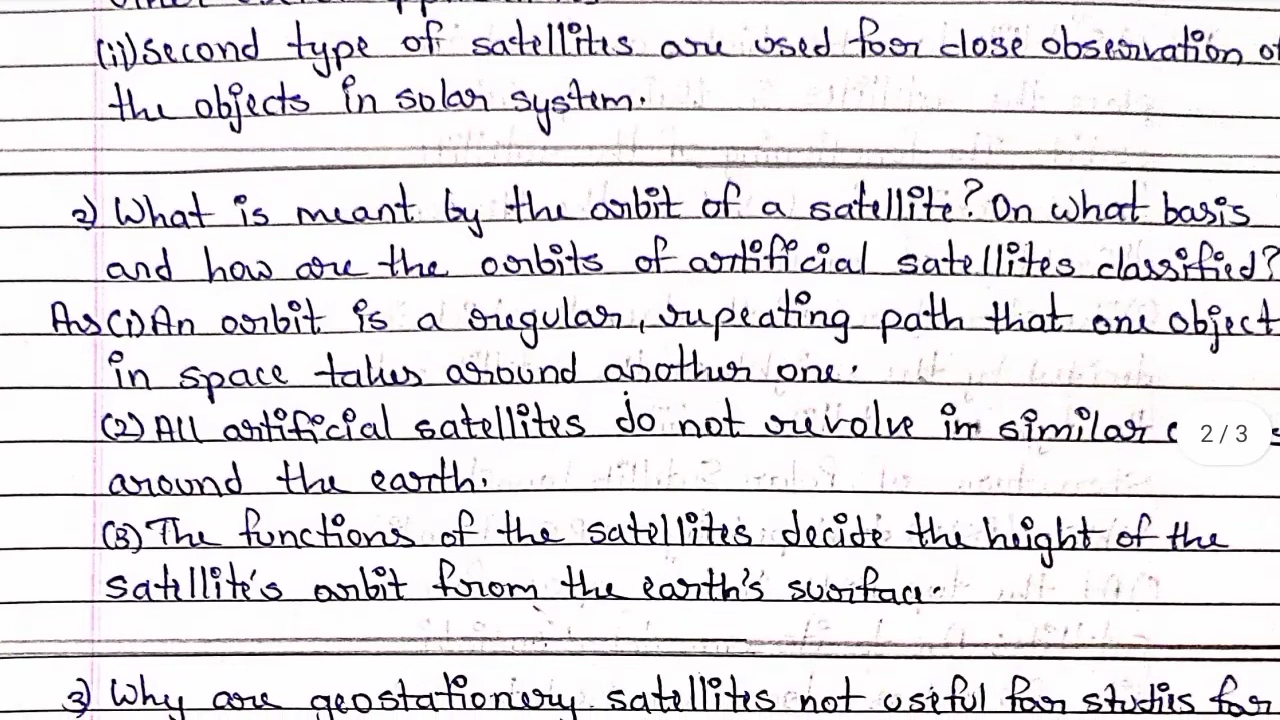 (ii) Second type of satellites are used for close observation of
the objects in solar system.
2) What is meant by the orbit of a satellite? On what basis
and how are the orbits of artificial satellites classified?
Ans (1) An orbit is a regular, repeating path that one object
in space takes around another one.
(2) All artificial satellites do not revolve in similar
2/3
around the earth.
(3) The functions of the satellites decide the height of the
satellite's orbit from the earth's surface.
3) Why are geostationery satellites not useful for studies for